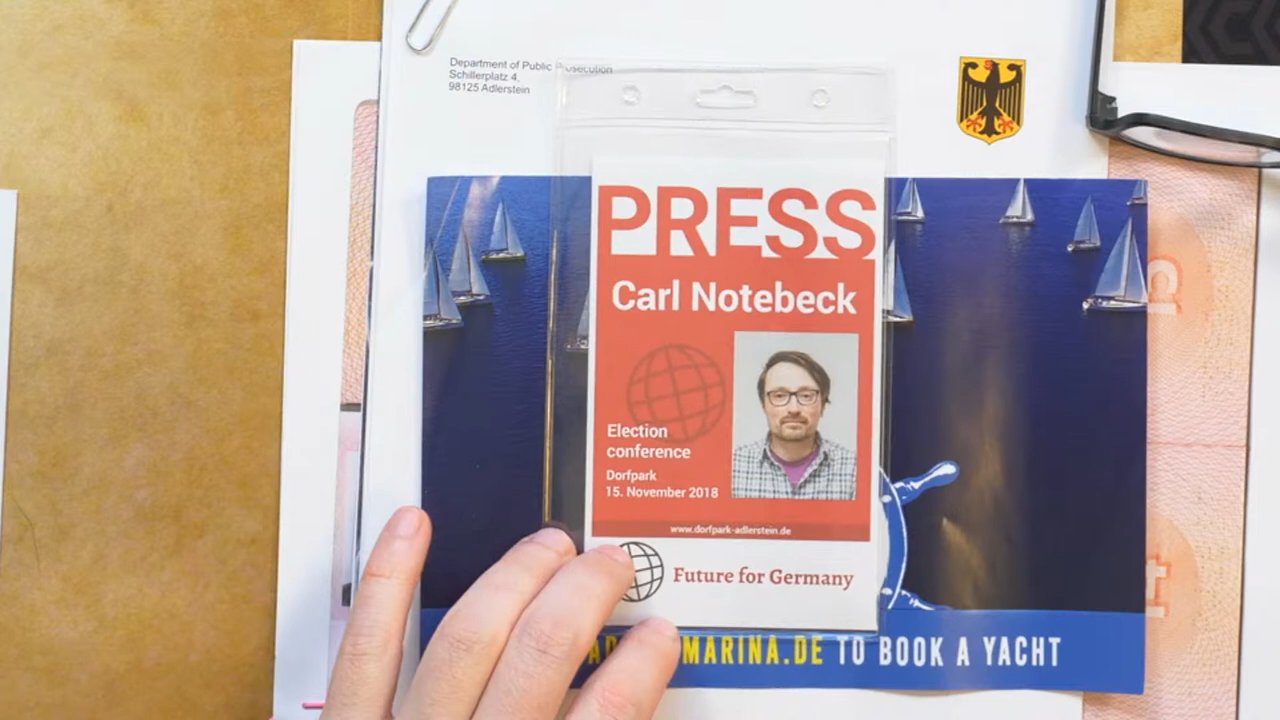 Department of Public Prosecution
Schillerplatz 4,
98125 Adlerstein
PRESS
Carl Notebeck
Election
conference
Dorfpark
15. November 2018
www.dorfpark-adlerstein.de
Future for Germany
MARINA.DE TO BOOK A YACHT